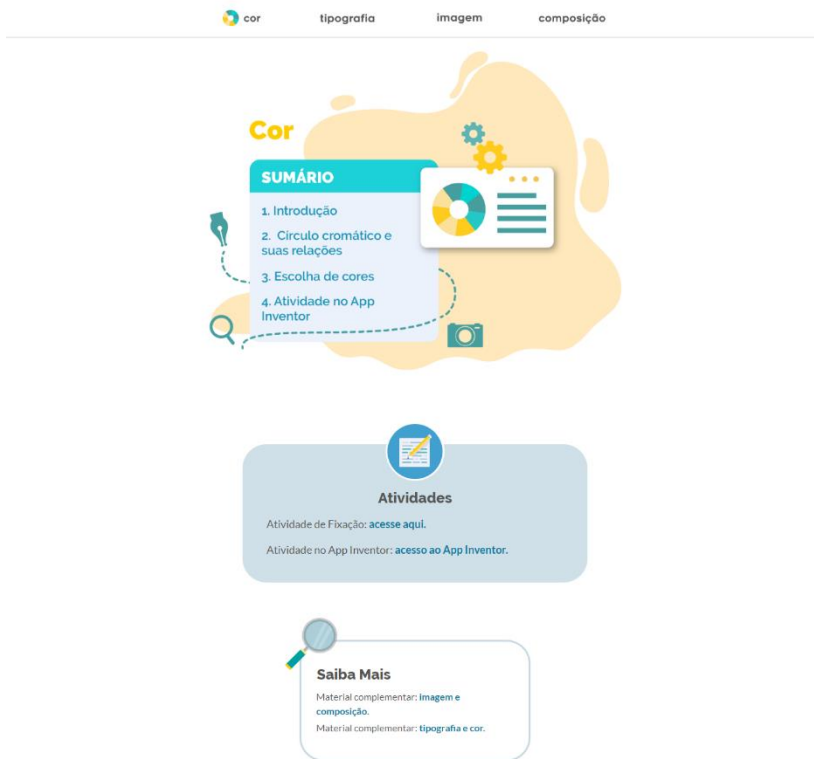 cor tipografia imagem composição
Cor
SUMÁRIO
1. Introdução
2. Círculo cromático e
suas relações
3. Escolha de cores
4. Atividade no App
Inventor
Atividades
Atividade de Fixação: acesse aqui.
Atividade no App Inventor: acesso ao App Inventor.
Saiba Mais
Material complementar: imagem e
composição.
Material complementar: tipografia e cor.